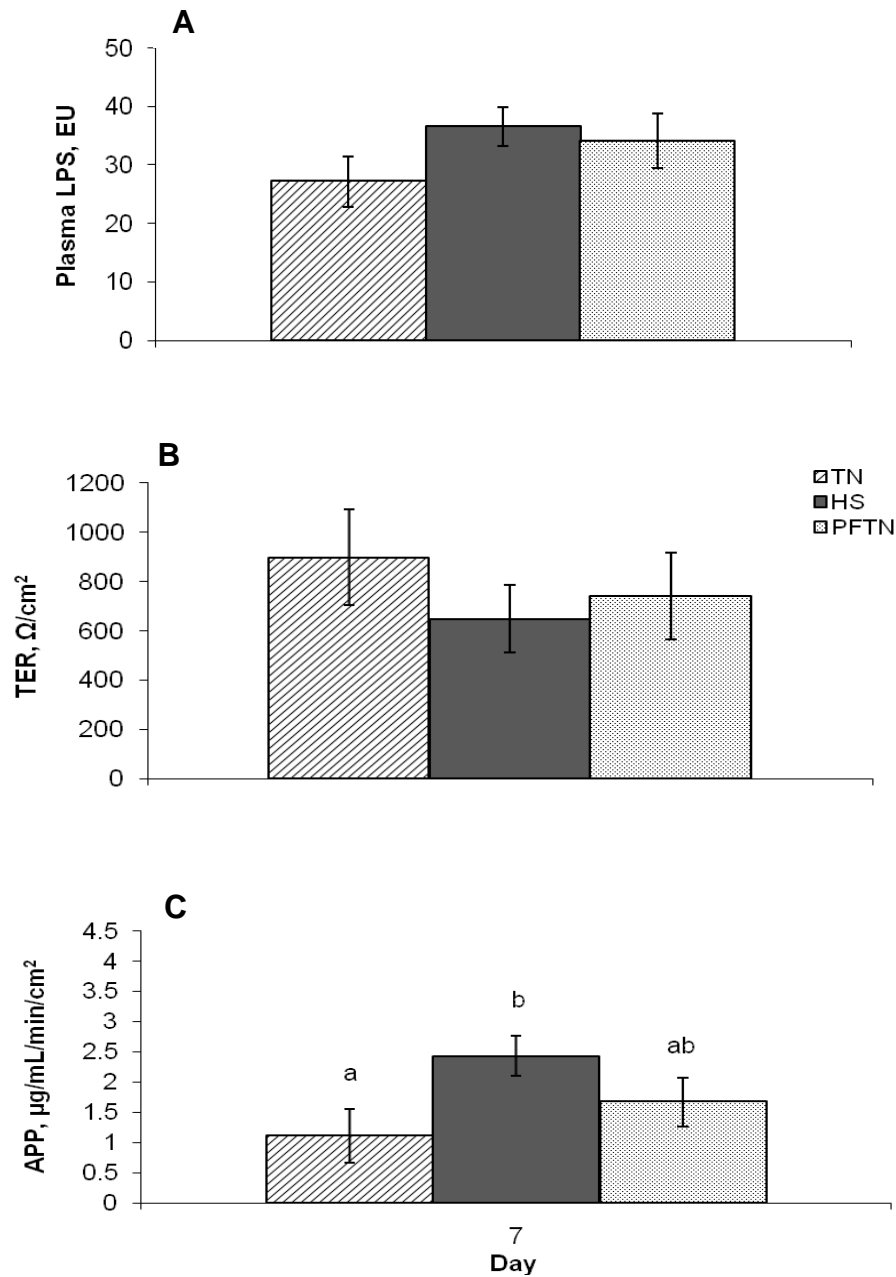 A
50
40
30
20
10
0
Plasma LPS, EU
B
1200
1000
800
600
400
200
0
TER, Ω/cm²
TN
HS
PFTN
C
4.5
4
3.5
3
2.5
2
1.5
1
0.5
0
APP, µg/mL/min/cm²
a
b
ab
7
Day